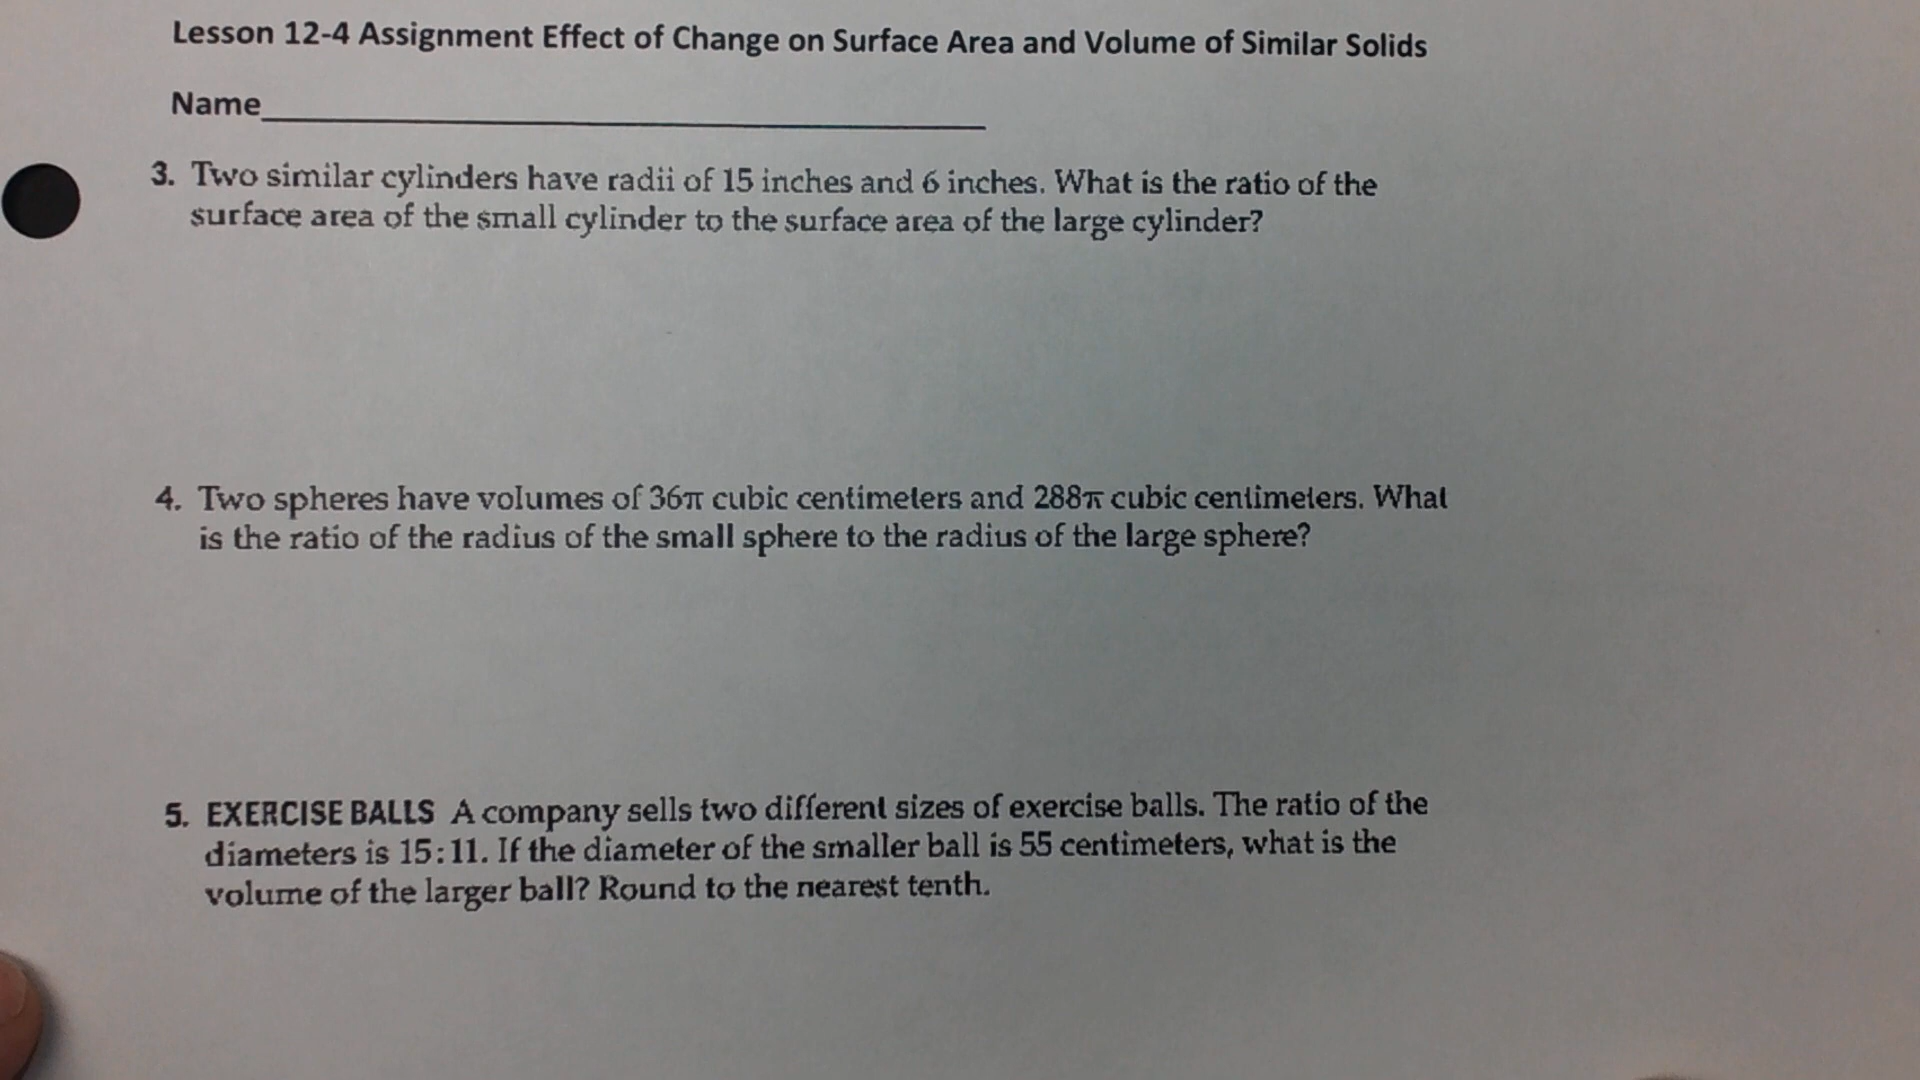 Lesson 12-4 Assignment Effect of Change on Surface Area and Volume of Similar Solids
Name
3. Two similar cylinders have radii of 15 inches and 6 inches. What is the ratio of the
surface area of the small cylinder to the surface area of the large cylinder?
4. Two spheres have volumes of 36π cubic centimeters and 288π cubic centimeters. What
is the ratio of the radius of the small sphere to the radius of the large sphere?
5. EXERCISE BALLS A company sells two different sizes of exercise balls. The ratio of the
diameters is 15:11. If the diameter of the smaller ball is 55 centimeters, what is the
volume of the larger ball? Round to the nearest tenth.